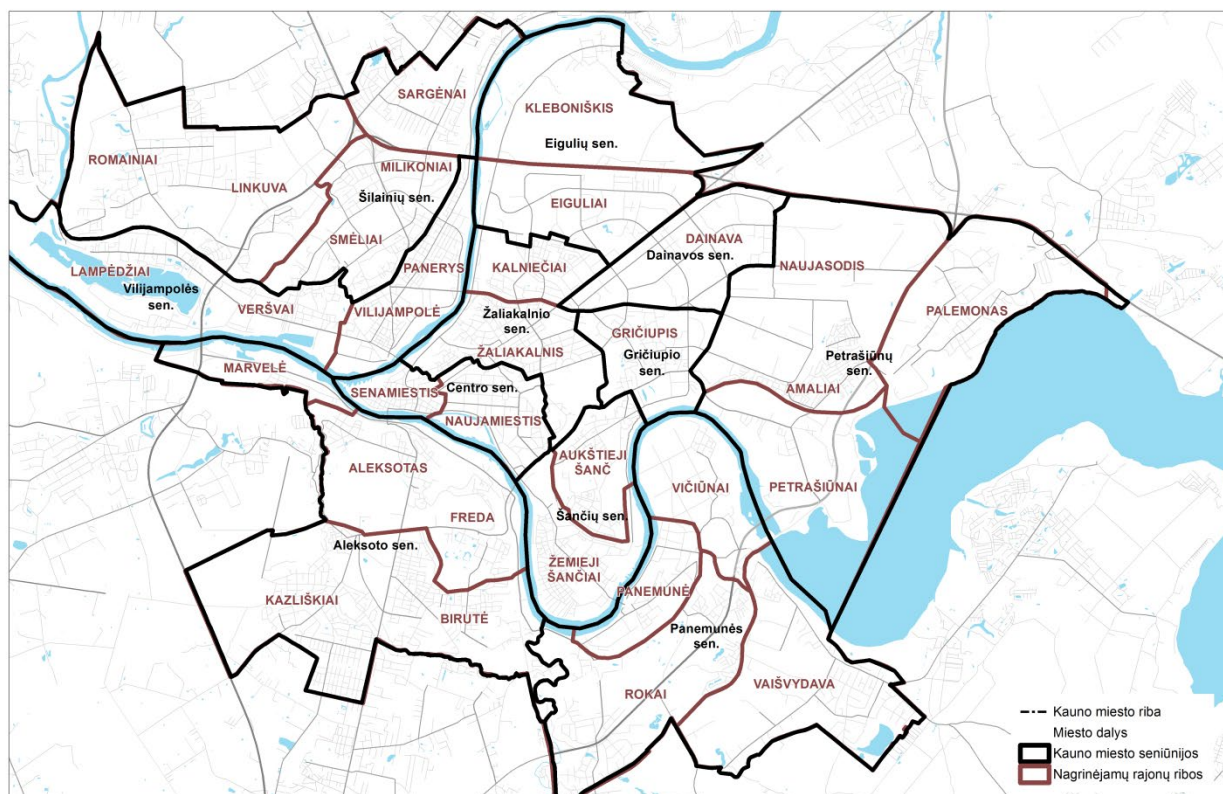 SARGĖNAI
KLEBONIŠKIS
Eigulių sen.
ROMAINIAI
MILIKONIAI
LINKUVA
Šilainių sen.
EIGULIAI
SMĖLIAI
DAINAVA
Dainavos sen.
NAUJASODIS
LAMPĖDŽIAI
Vilijampolės
sen.
PANERYS
KALNIEČIAI
VERŠVAI
VILIJAMPOLĖ
Žaliakalnio
sen.
GRIČIUPIS
PALEMONAS
ŽALIAKALNIS
Gričiupio
sen.
Petrašiūnų
sen.
MARVELĖ
SENAMIESTIS
Centro sen.
AMALIAI
NAUJAMIESTIS
AUKŠTIEJI
ŠANČ
ALEKSOTAS
VIČIŪNAI
PETRAŠIŪNAI
FREDA
Šančių sen.
Aleksoto sen.
ŽEMIEJI
ŠANČIAI
KAZLIŠKIAI
BIRUTĖ
PANEMUNĖ
Panemunės
sen.
ROKAI
VAIŠVYDAVA
Kauno miesto riba
Miesto dalys
Kauno miesto seniūnijos
Nagrinėjamų rajonų ribos